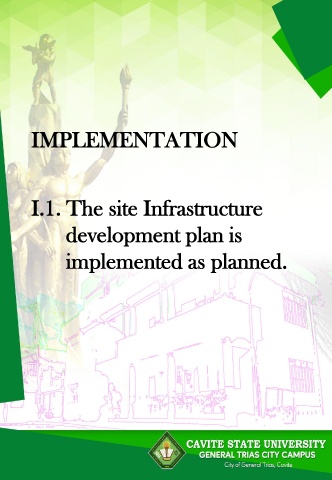 IMPLEMENTATION
I.1. The site Infrastructure
development plan is
implemented as planned.
CAVITE STATE UNIVERSITY
GENERAL TRIAS CITY CAMPUS
City of General Trias, Cavite